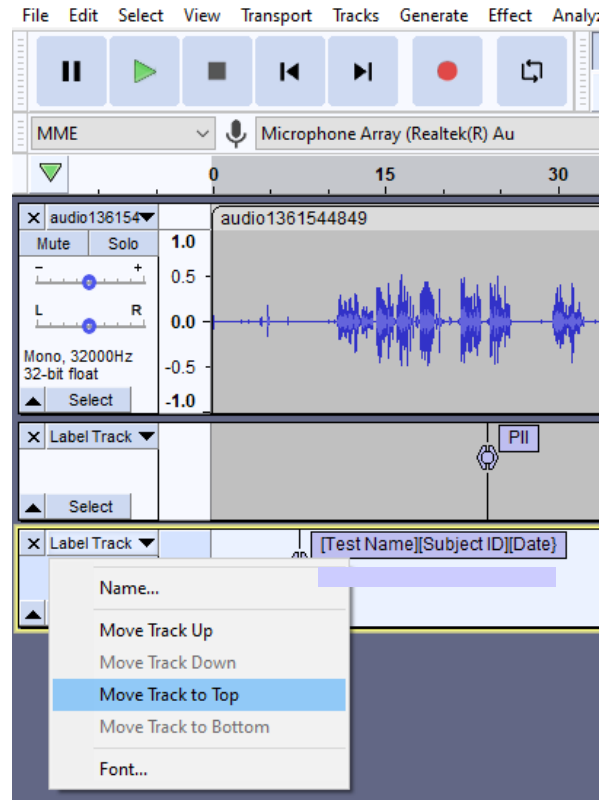 File Edit Select View Transport Tracks Generate Effect
MME Microphone Array (Realtek(R) Au
0 15 30
audio136154 audio1361544849
Mute Solo 1.0
- + 0.5
L R 0.0
Mono, 32000Hz
32-bit float -0.5
Select -1.0
Label Track PII
Select
Label Track [Test Name][Subject ID][Date}
Name...
Move Track Up
Move Track Down
Move Track to Top
Move Track to Bottom
Font...